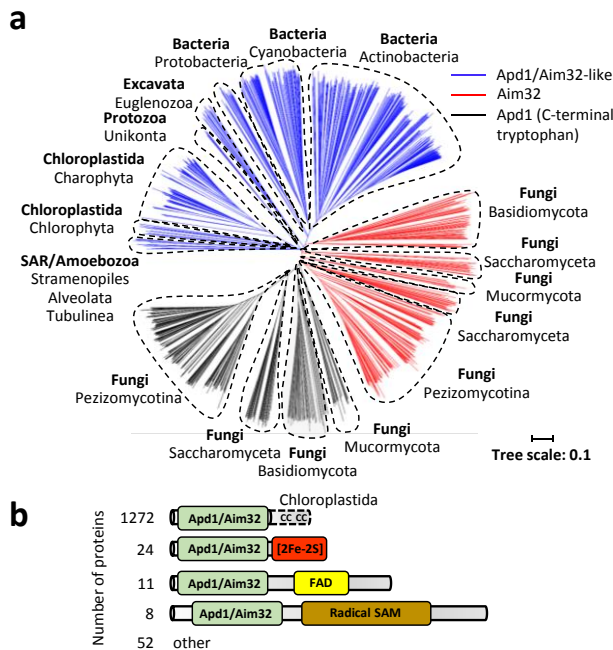 a
Bacteria
Protobacteria
Bacteria
Cyanobacteria
Bacteria
Actinobacteria
Excavata
Euglenozoa
Protozoa
Unikonta
Chloroplastida
Charophyta
Chloroplastida
Chlorophyta
SAR/Amoebozoa
Stramenopiles
Alveolata
Tubulinea
Apd1/Aim32-like
Aim32
Apd1 (C-terminal
tryptophan)
Fungi
Basidiomycota
Fungi
Saccharomyceta
Fungi
Mucormycota
Fungi
Saccharomyceta
Fungi
Pezizomycotina
Fungi
Pezizomycotina
Fungi
Saccharomyceta
Fungi
Basidiomycota
Fungi
Mucormycota
Tree scale: 0.1
b
Number of proteins
Chloroplastida
1272 Apd1/Aim32 CC CC
24 Apd1/Aim32 [2Fe-2S]
11 Apd1/Aim32 FAD
8 Apd1/Aim32 Radical SAM
52 other